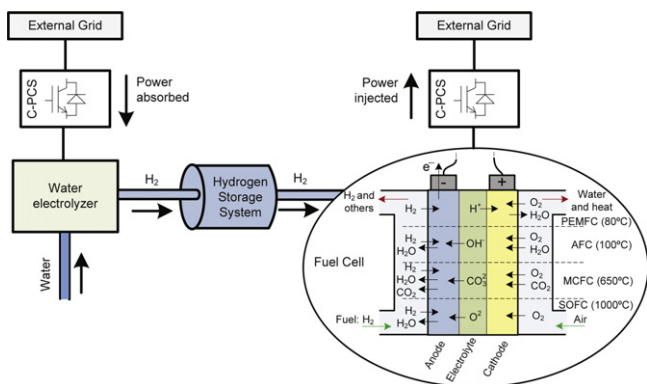 External Grid
C-PCS
Power
absorbed
Water
electrolyzer
Water
H₂
Hydrogen
Storage
System
H₂
External Grid
C-PCS
Power
injected
e⁻
-
+
H₂ and
others
Water
and heat
Fuel Cell
H₂
H⁺
O₂
H₂O
PEMFC (80ºC)
H₂
H₂O
OH⁻
O₂
H₂O
AFC (100ºC)
H₂
H₂O
CO₂
CO²₃
O₂
CO₂
MCFC (650ºC)
SOFC (1000ºC)
Fuel: H₂
H₂
H₂O
O²
O₂
Air
Anode
Electrolyte
Cathode